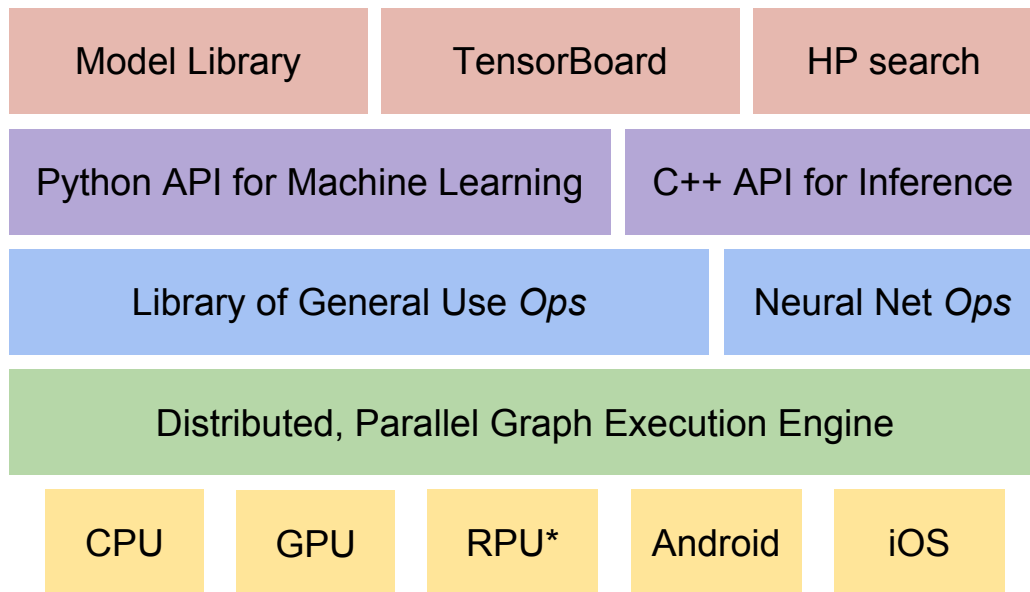 Model Library
TensorBoard
HP search
Python API for Machine Learning
C++ API for Inference
Library of General Use Ops
Neural Net Ops
Distributed, Parallel Graph Execution Engine
CPU
GPU
RPU*
Android
iOS